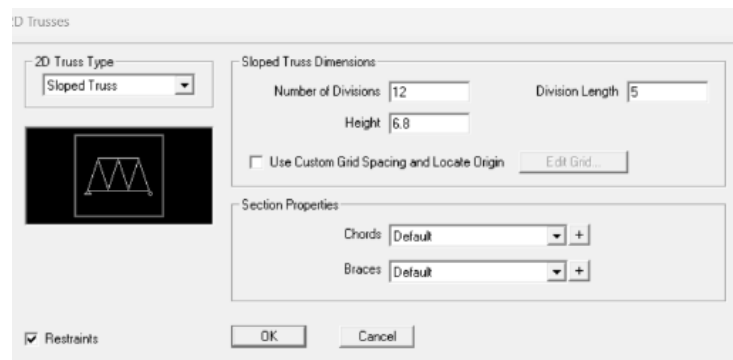 2D Trusses
2D Truss Type
Sloped Truss
Sloped Truss Dimensions
Number of Divisions 12 Division Length 5
Height 6.8
Use Custom Grid Spacing and Locate Origin Edit Grid...
Section Properties
Chords Default +
Braces Default +
Restraints OK Cancel